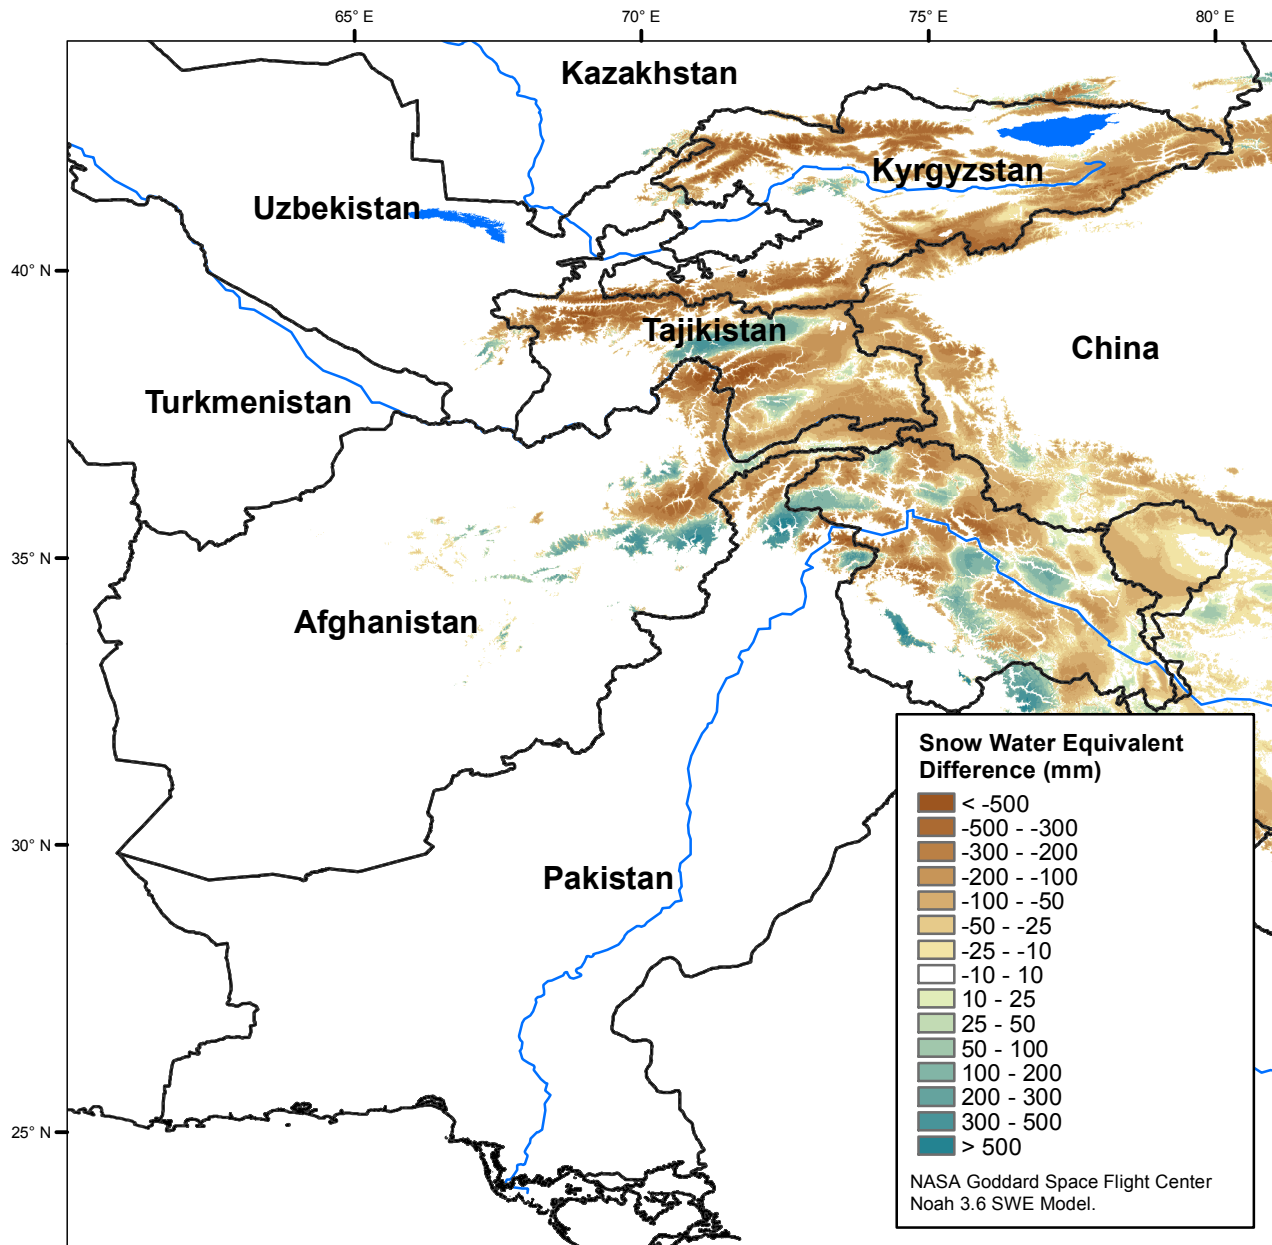 65° E
70° E
75° E
80° E
Kazakhstan
Kyrgyzstan
Uzbekistan
40° N
Tajikistan
China
Turkmenistan
35° N
Afghanistan
Snow Water Equivalent
Difference (mm)
< -500
-500 - -300
-300 - -200
-200 - -100
-100 - -50
-50 - -25
-25 - -10
-10 - 10
10 - 25
25 - 50
50 - 100
100 - 200
200 - 300
300 - 500
> 500
30° N
Pakistan
25° N
NASA Goddard Space Flight Center
Noah 3.6 SWE Model.